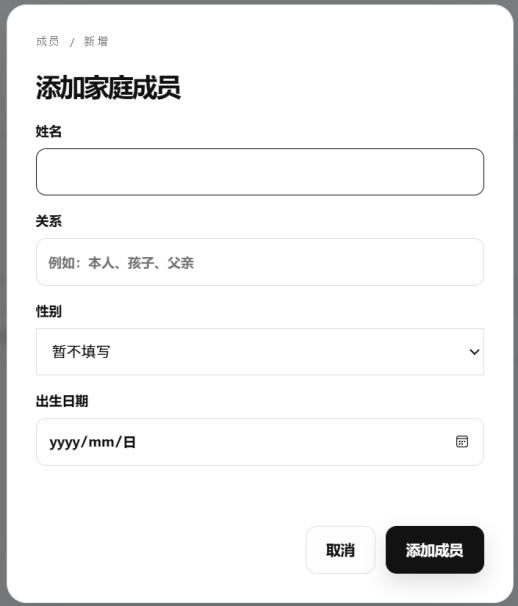 成员 / 新增
添加家庭成员
姓名
关系
例如：本人、孩子、父亲
性别
暂不填写
出生日期
yyyy/mm/日
取消 添加成员